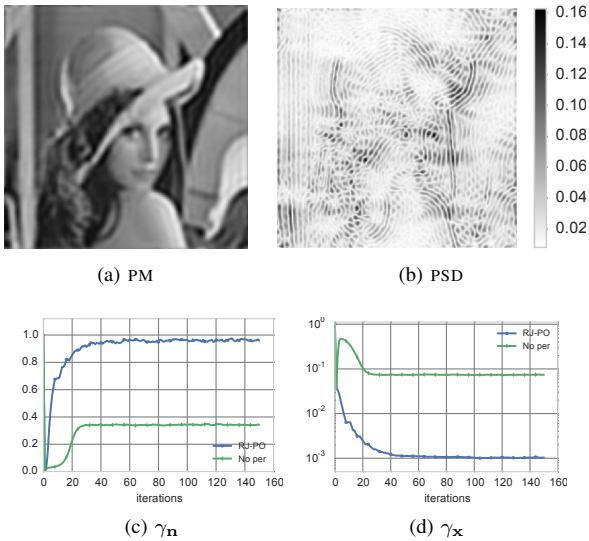 0.16
0.14
0.12
0.10
0.08
0.06
0.04
0.02
(a) PM
(b) PSD
1.0
0.8
0.6
0.4
0.2
0.0
RJ-PO
No per
0 20 40 60 80 100 120 140 160
iterations
(c) γn
10^0
10^-1
10^-2
10^-3
RJ-PO
No per
0 20 40 60 80 100 120 140 160
iterations
(d) γx